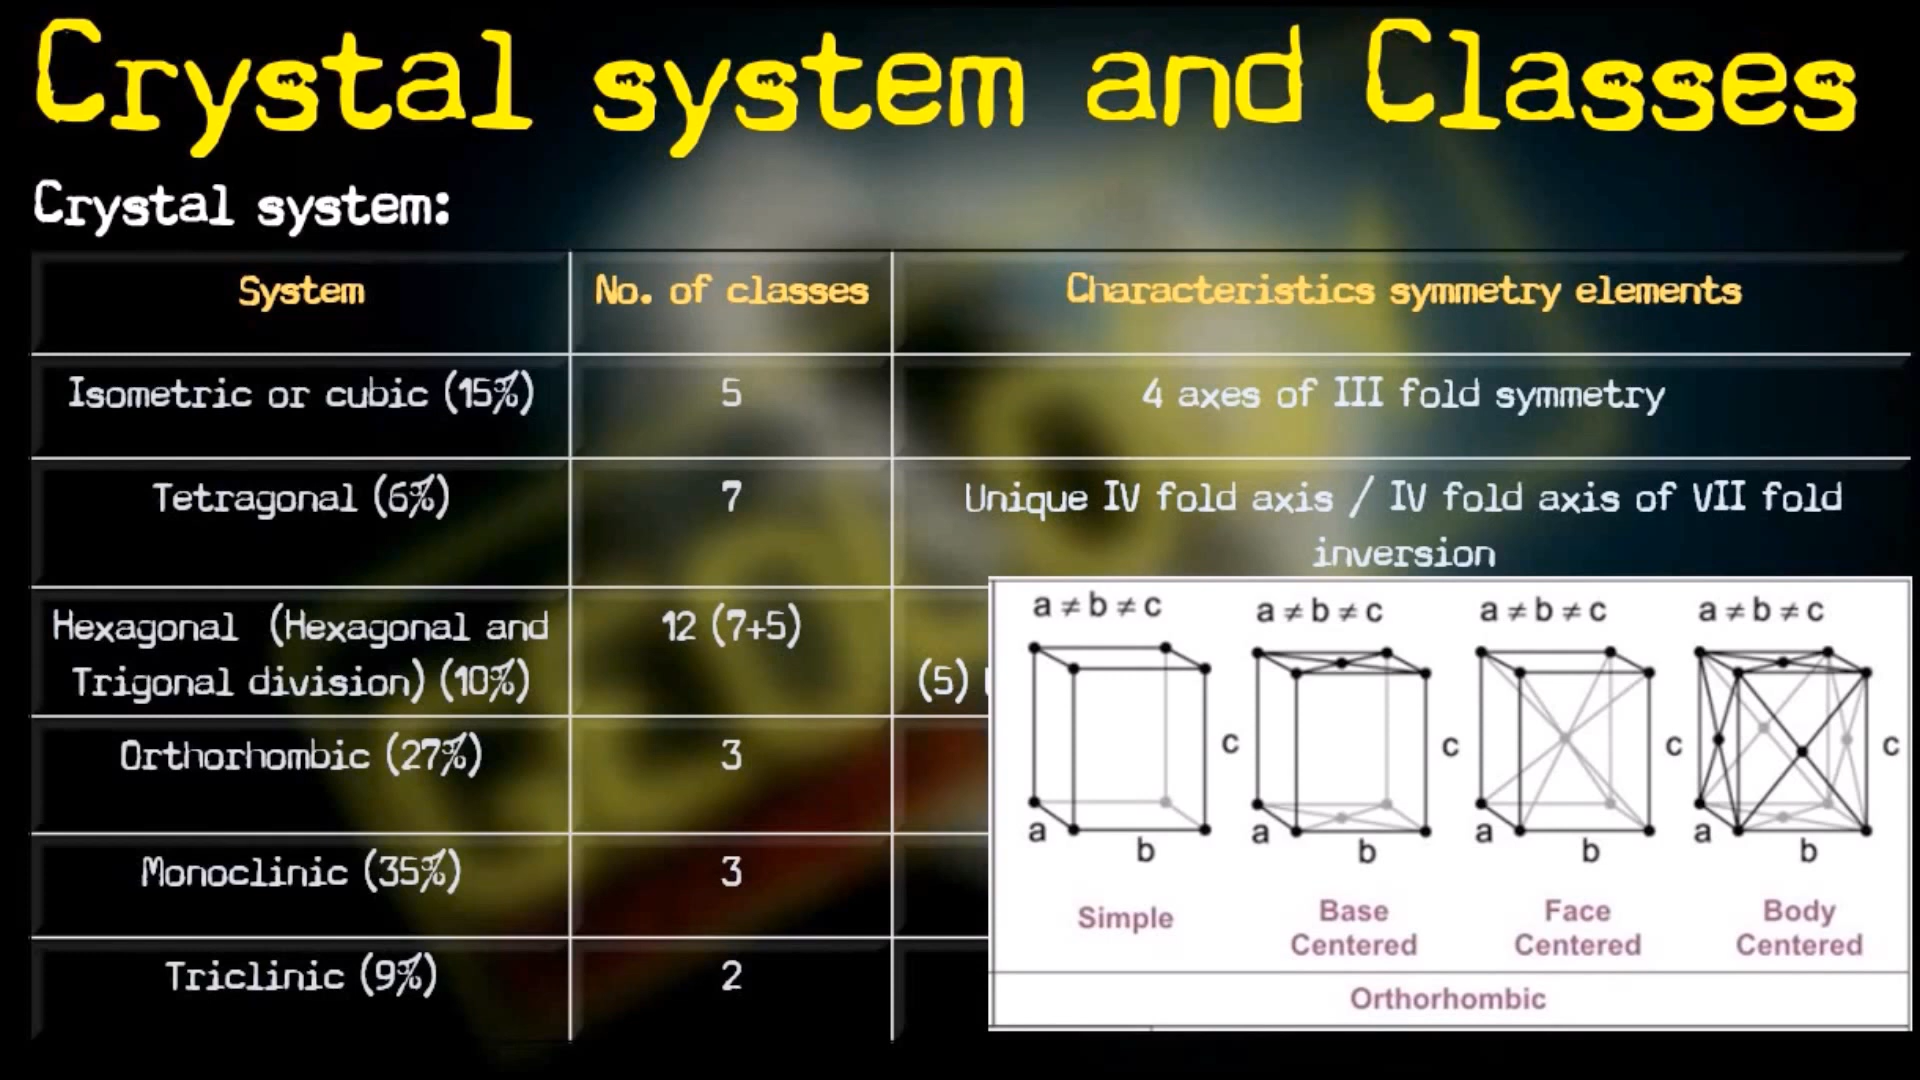 Crystal system and Classes
Crystal system:
System
No. of classes
Characteristics symmetry elements
Isometric or cubic (15%)
5
4 axes of III fold symmetry
Tetragonal (6%)
7
Unique IV fold axis / IV fold axis of VII fold
inversion
Hexagonal (Hexagonal and
Trigonal division) (10%)
12 (7+5)
(5)
Orthorhombic (27%)
3
Monoclinic (35%)
3
Triclinic (9%)
2
a ≠ b ≠ c
a ≠ b ≠ c
a ≠ b ≠ c
a ≠ b ≠ c
c
c
c
c
a
b
a
b
a
b
a
b
Simple
Base
Centered
Face
Centered
Body
Centered
Orthorhombic